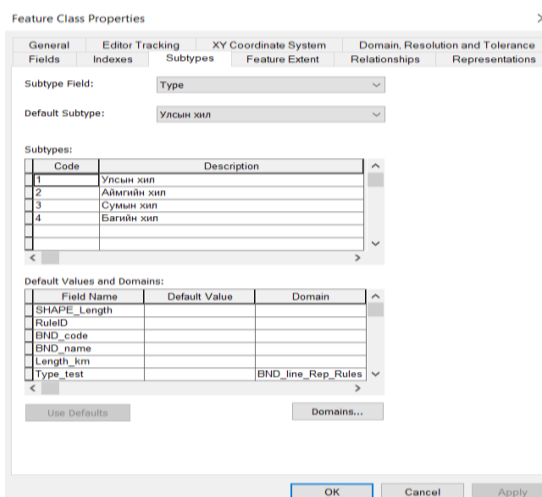 Feature Class Properties
General Editor Tracking XY Coordinate System Domain, Resolution and Tolerance
Fields Indexes Subtypes Feature Extent Relationships Representations
Subtype Field: Type
Default Subtype: Улсын хил
Subtypes:
Code Description
1 Улсын хил
2 Аймгийн хил
3 Сумын хил
4 Багийн хил
Default Values and Domains:
Field Name Default Value Domain
SHAPE_Length
RuleID
BND_code
BND_name
Length_km
Type_test BND_line_Rep_Rules
Use Defaults Domains...
OK Cancel Apply